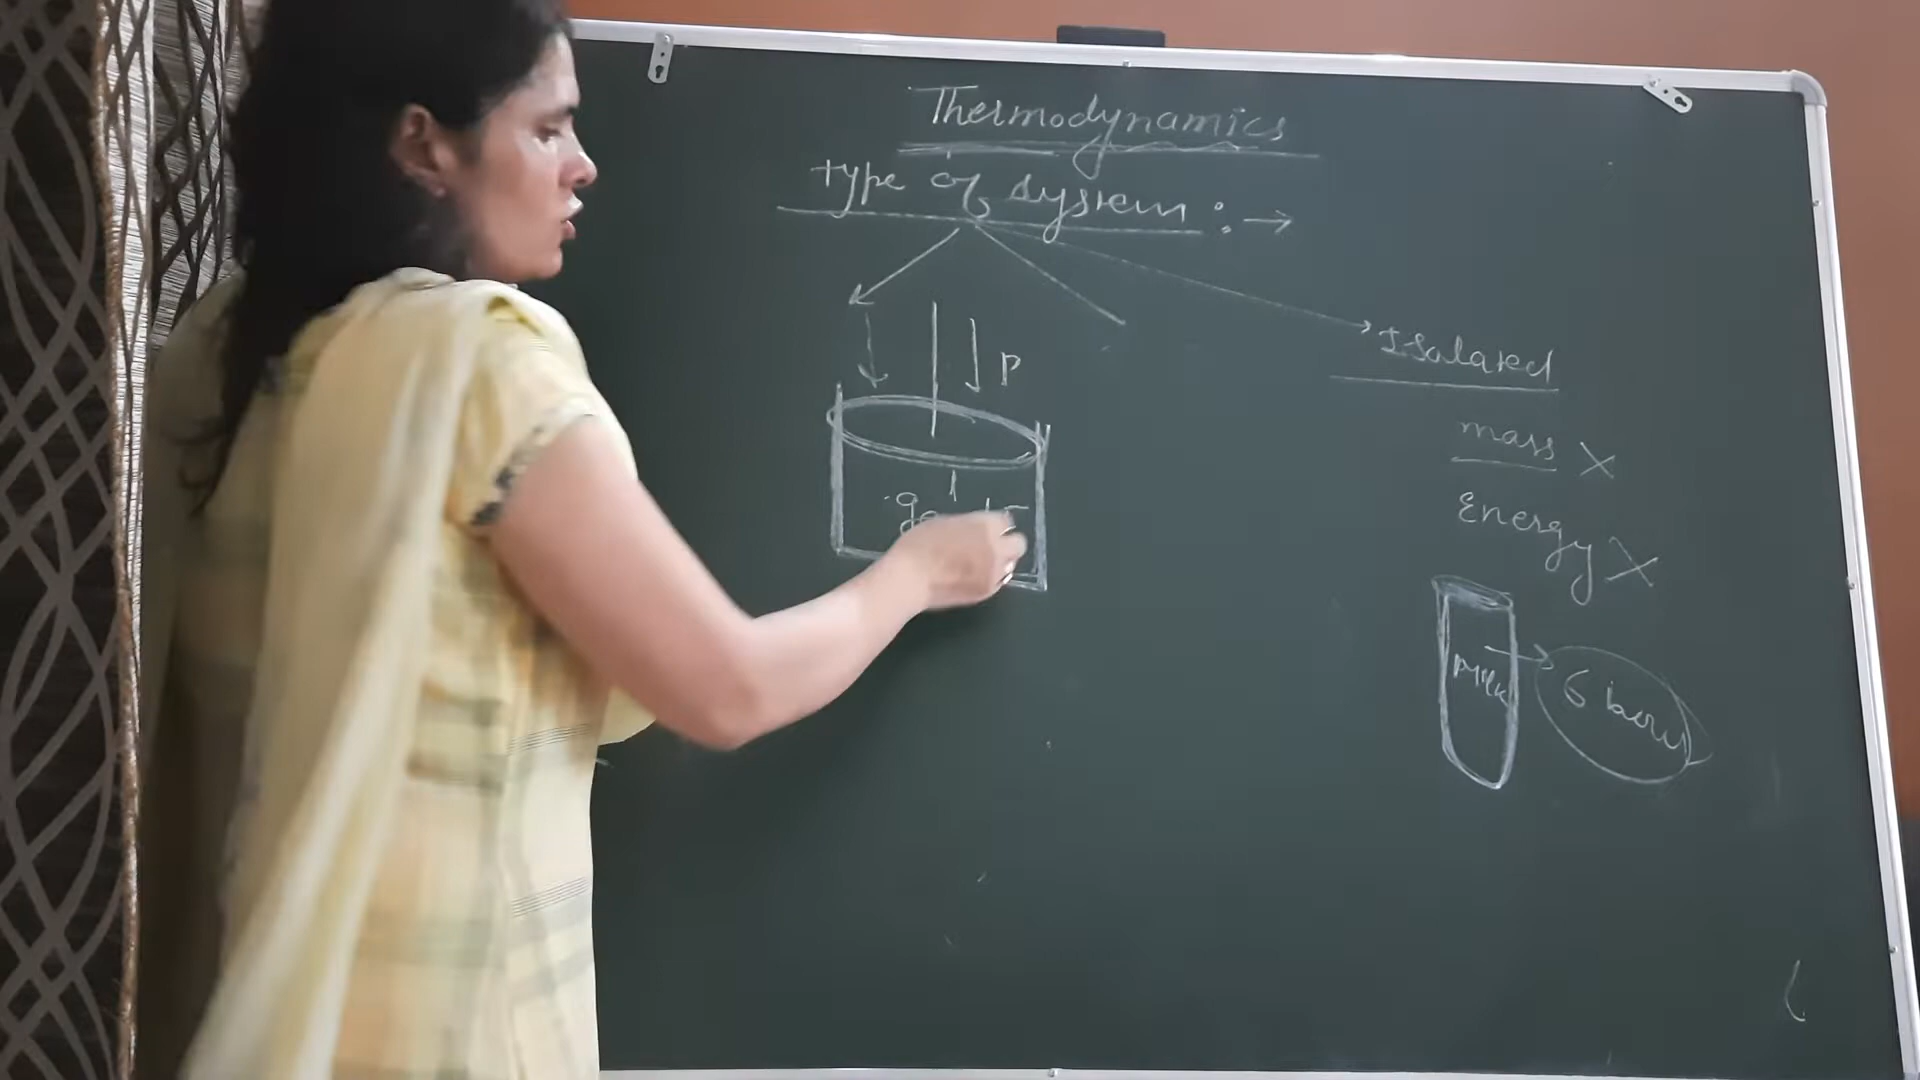 Thermodynamics
type of system : →
P
Isolated
mass X
Energy X
Milk